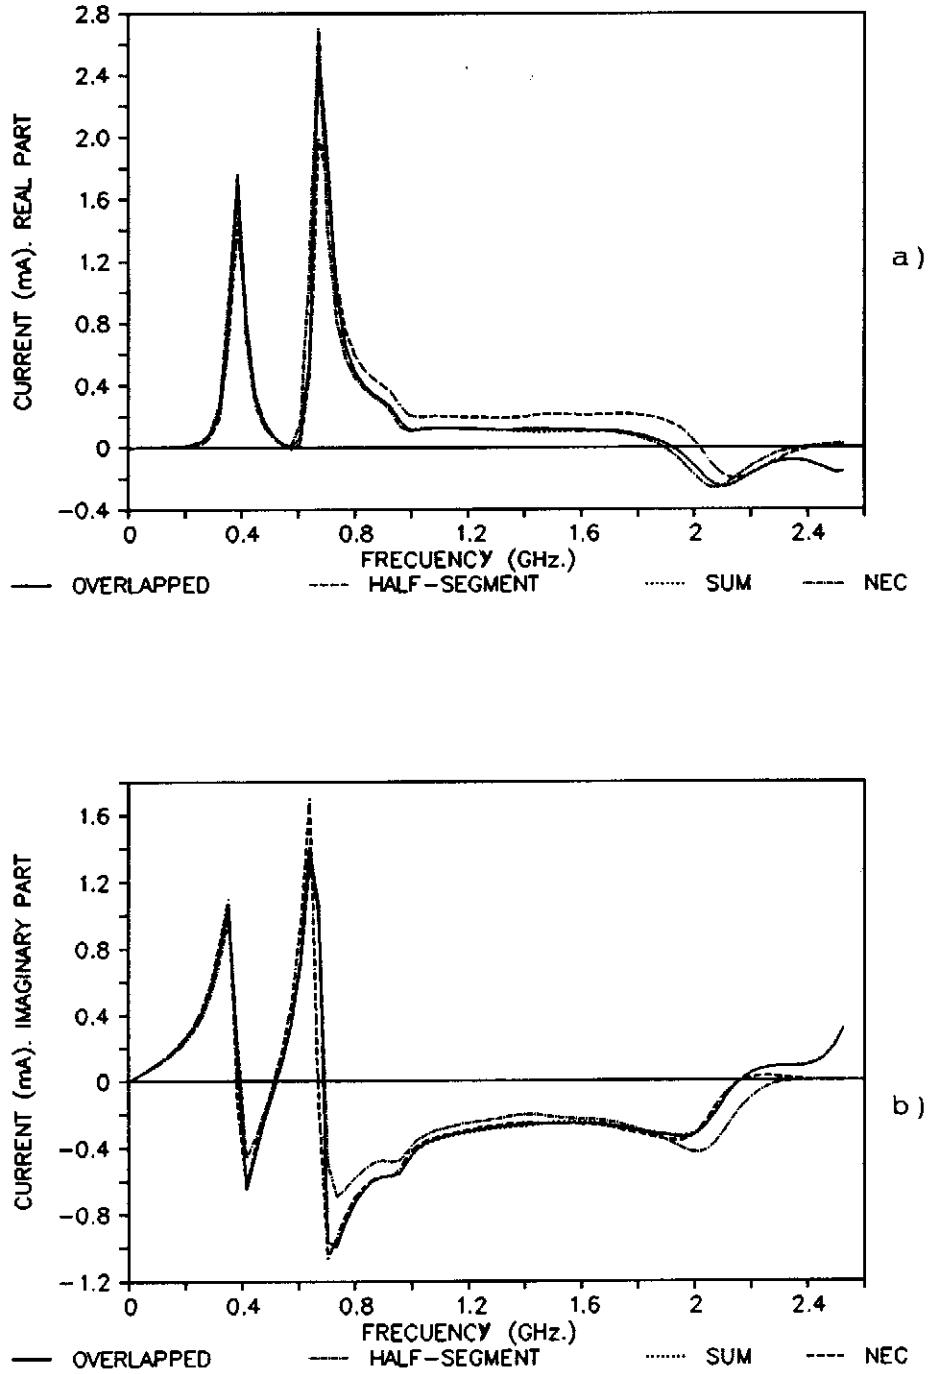 2.8
2.4
2.0
1.6
1.2
0.8
0.4
0
-0.4
CURRENT (mA). REAL PART
0 0.4 0.8 1.2 1.6 2 2.4
FRECUENCY (GHz.)
OVERLAPPED HALF-SEGMENT SUM NEC
a)
1.6
1.2
0.8
0.4
0
-0.4
-0.8
-1.2
CURRENT (mA). IMAGINARY PART
0 0.4 0.8 1.2 1.6 2 2.4
FRECUENCY (GHz.)
OVERLAPPED HALF-SEGMENT SUM NEC
b)